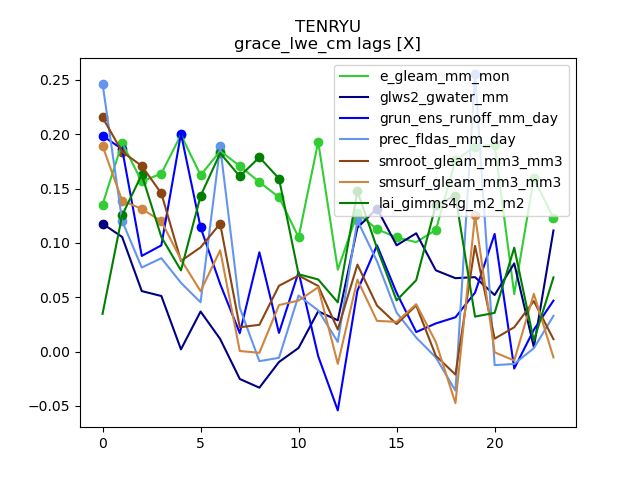 TENRYU
grace_lwe_cm lags [X]
0.25
0.20
0.15
0.10
0.05
0.00
−0.05
0
5
10
15
20
e_gleam_mm_mon
glws2_gwater_mm
grun_ens_runoff_mm_day
prec_fldas_mm_day
smroot_gleam_mm3_mm3
smsurf_gleam_mm3_mm3
lai_gimms4g_m2_m2